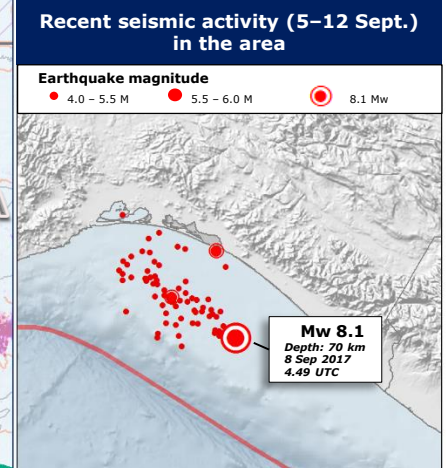 Recent seismic activity (5–12 Sept.)
in the area
Earthquake magnitude
4.0 – 5.5 M 5.5 – 6.0 M 8.1 Mw
Mw 8.1
Depth: 70 km
8 Sep 2017
4.49 UTC